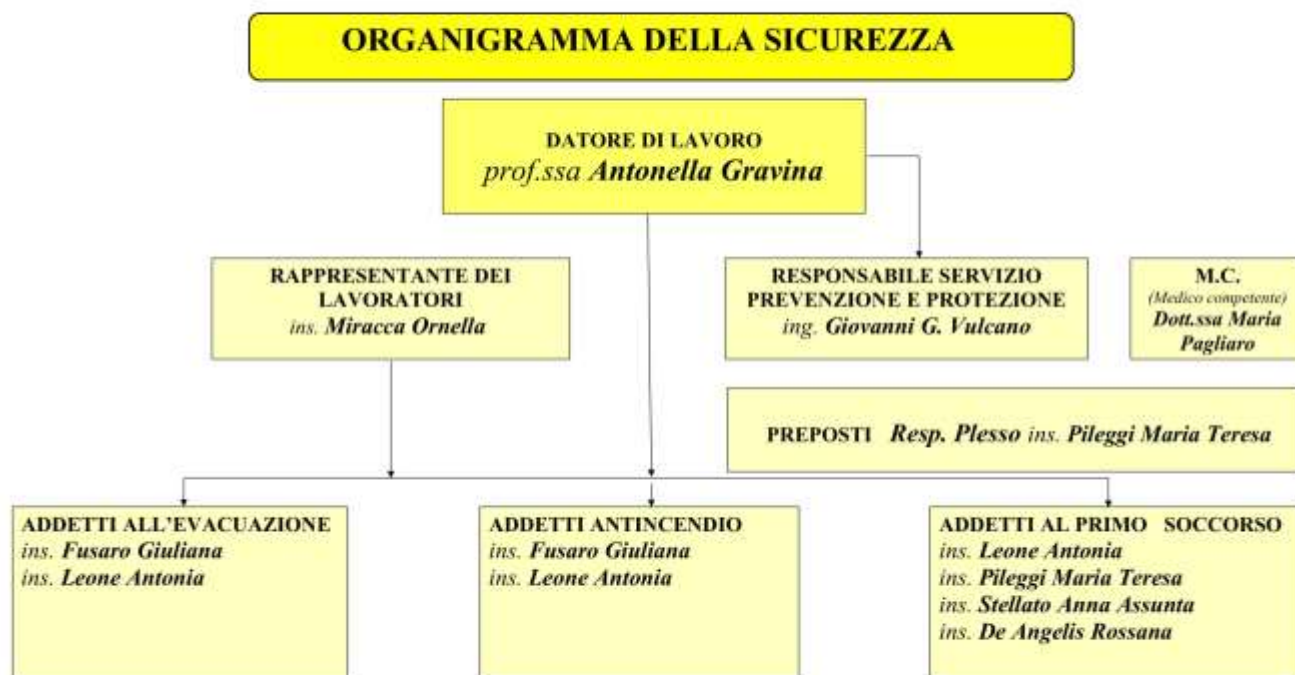 ORGANIGRAMMA DELLA SICUREZZA
DATORE DI LAVORO
prof.ssa Antonella Gravina
RAPPRESENTANTE DEI
LAVORATORI
ins. Miracca Ornella
RESPONSABILE SERVIZIO
PREVENZIONE E PROTEZIONE
ing. Giovanni G. Vulcano
M.C.
(Medico competente)
Dott.ssa Maria
Pagliaro
PREPOSTI Resp. Plesso ins. Pileggi Maria Teresa
ADDETTI ALL'EVACUAZIONE
ins. Fusaro Giuliana
ins. Leone Antonia
ADDETTI ANTINCENDIO
ins. Fusaro Giuliana
ins. Leone Antonia
ADDETTI AL PRIMO SOCCORSO
ins. Leone Antonia
ins. Pileggi Maria Teresa
ins. Stellato Anna Assunta
ins. De Angelis Rossana